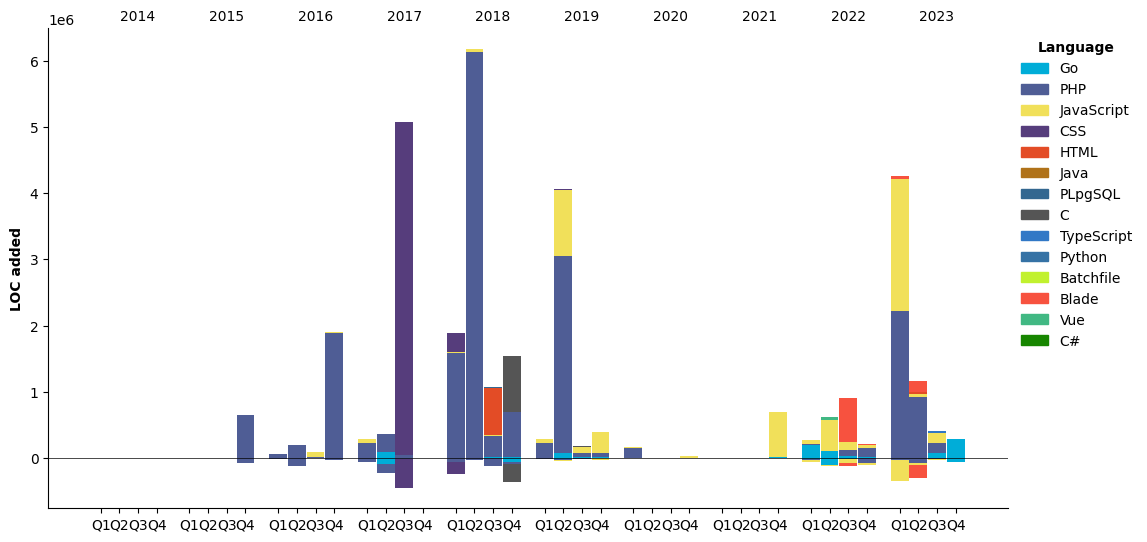 1e6
2014 2015 2016 2017 2018 2019 2020 2021 2022 2023
LOC added
6
5
4
3
2
1
0
Q1Q2Q3Q4 Q1Q2Q3Q4 Q1Q2Q3Q4 Q1Q2Q3Q4 Q1Q2Q3Q4 Q1Q2Q3Q4 Q1Q2Q3Q4 Q1Q2Q3Q4 Q1Q2Q3Q4 Q1Q2Q3Q4
Language
Go
PHP
JavaScript
CSS
HTML
Java
PLpgSQL
C
TypeScript
Python
Batchfile
Blade
Vue
C#